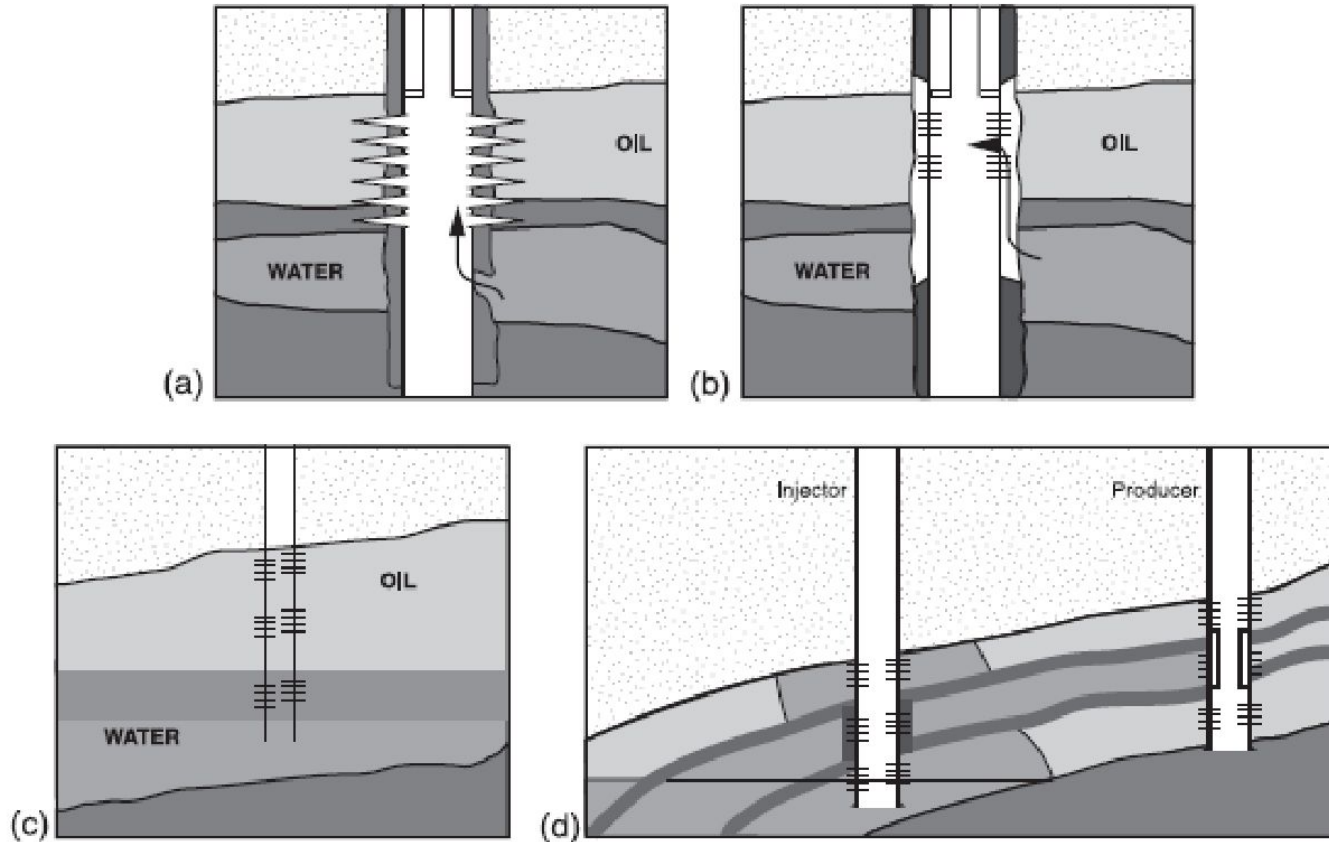 OIL
WATER
(a)
OIL
WATER
(b)
OIL
WATER
(c)
Injector
Producer
(d)